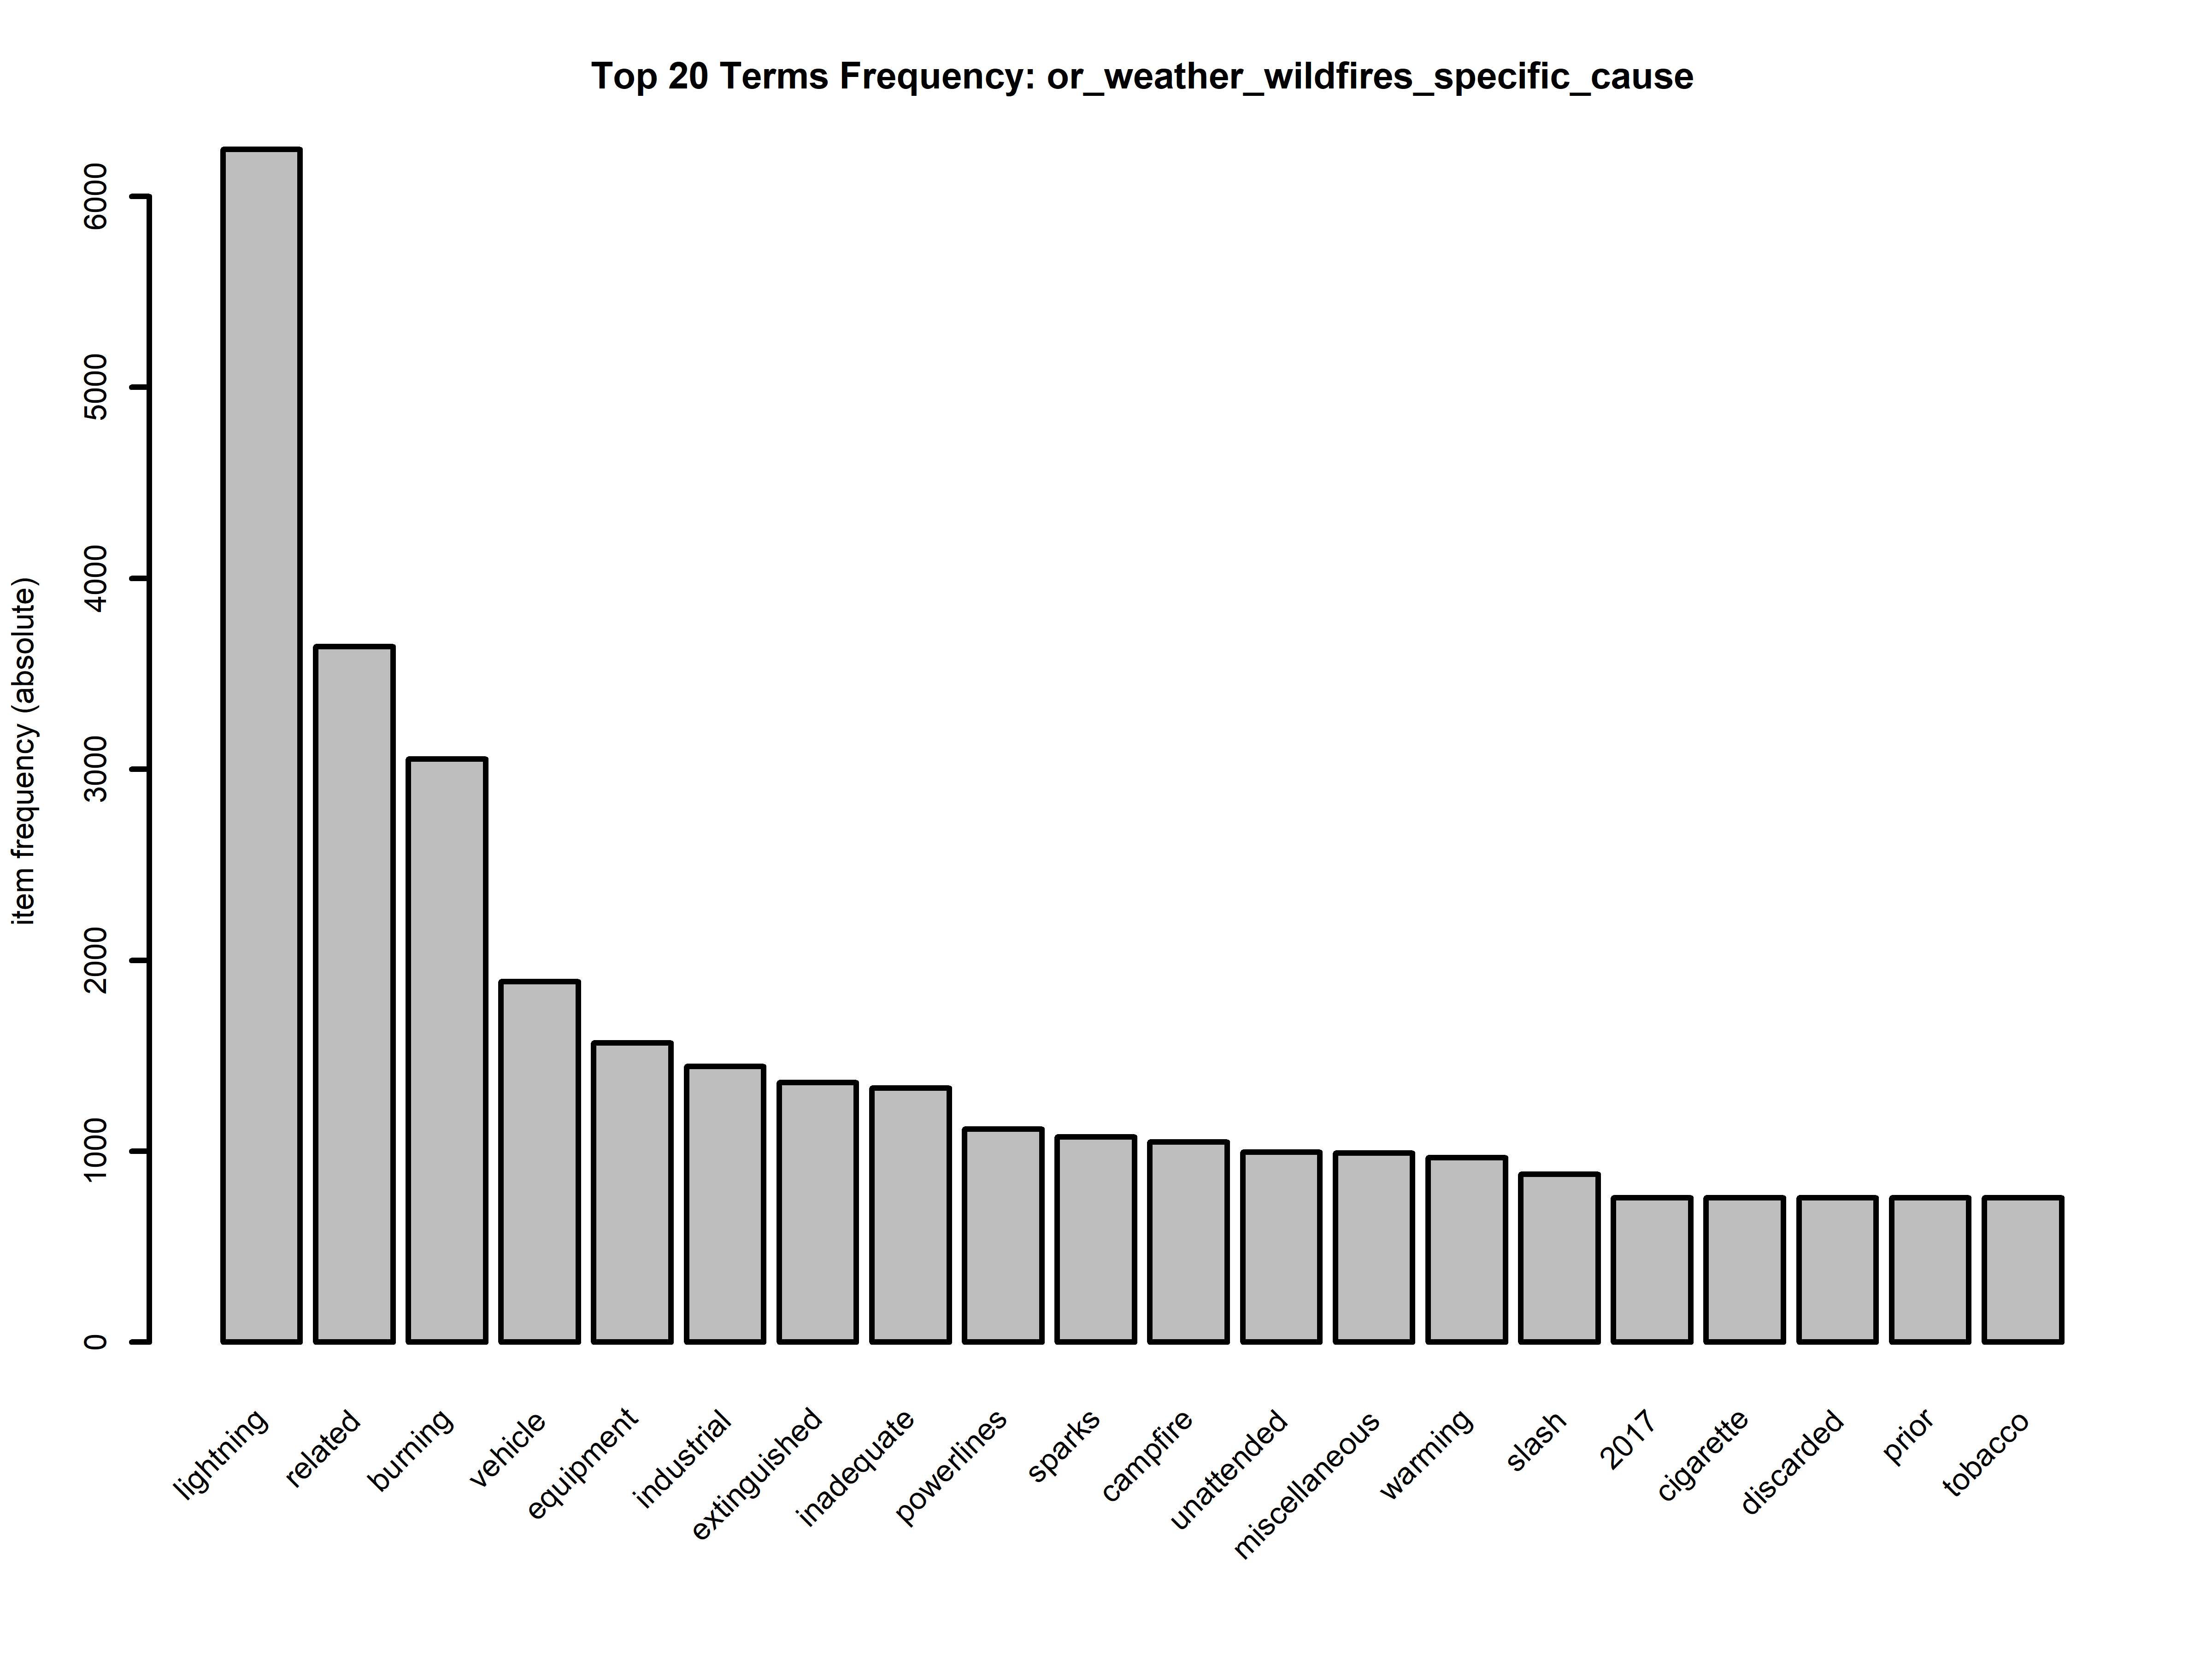 Top 20 Terms Frequency: or_weather_wildfires_specific_cause
item frequency (absolute)
6000
5000
4000
3000
2000
1000
0
lightning
related
burning
vehicle
equipment
industrial
extinguished
inadequate
powerlines
sparks
campfire
unattended
miscellaneous
warming
slash
2017
cigarette
discarded
prior
tobacco